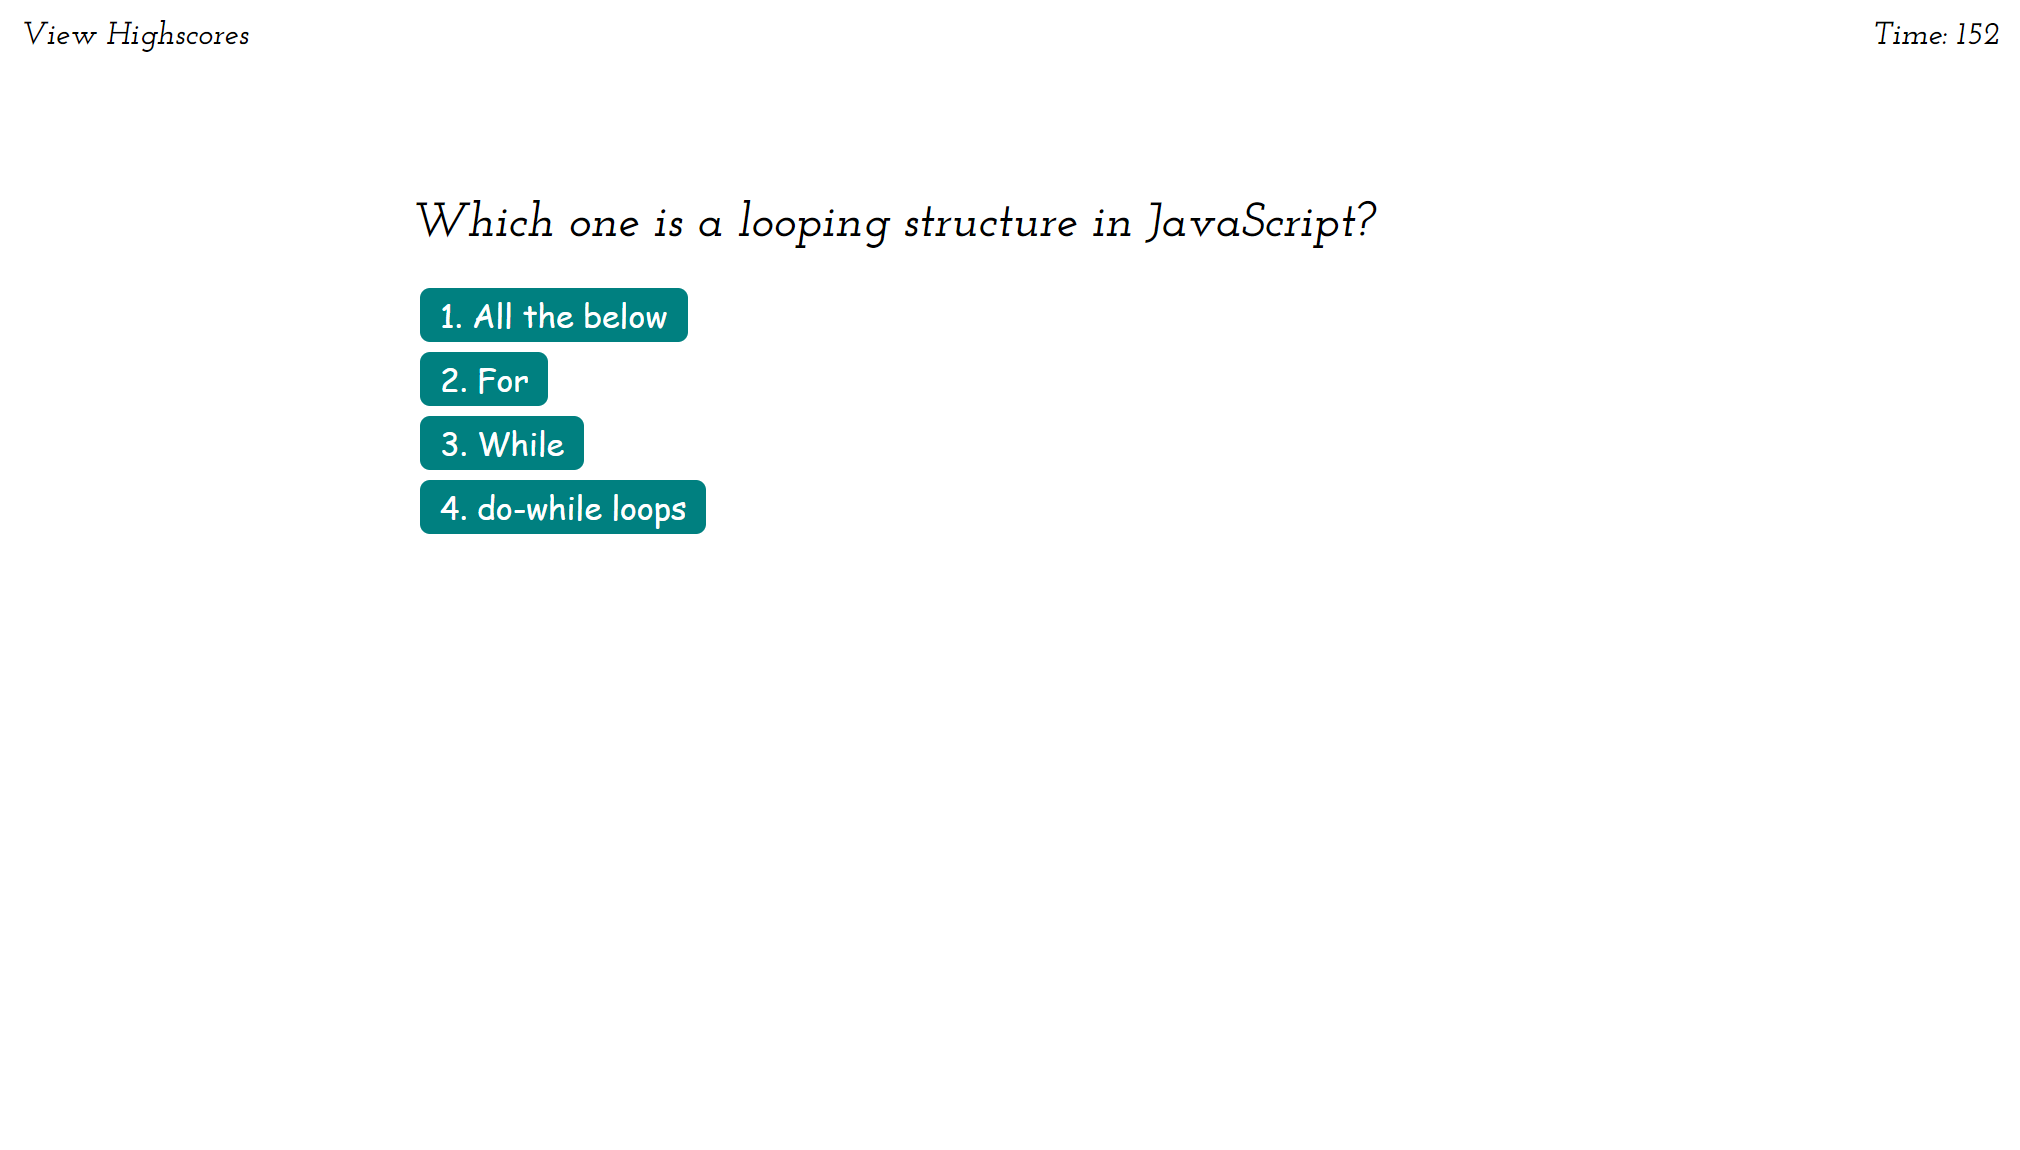 View Highscores
Time: 152
Which one is a looping structure in JavaScript?
1. All the below
2. For
3. While
4. do-while loops